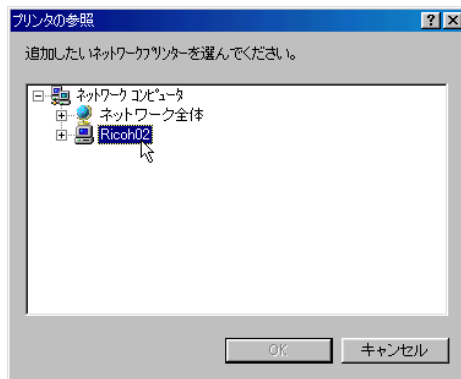 プリンタの参照
追加したいネットワークプリンターを選んでください。
ネットワーク コンピュータ
ネットワーク全体
Ricoh02
OK
キャンセル